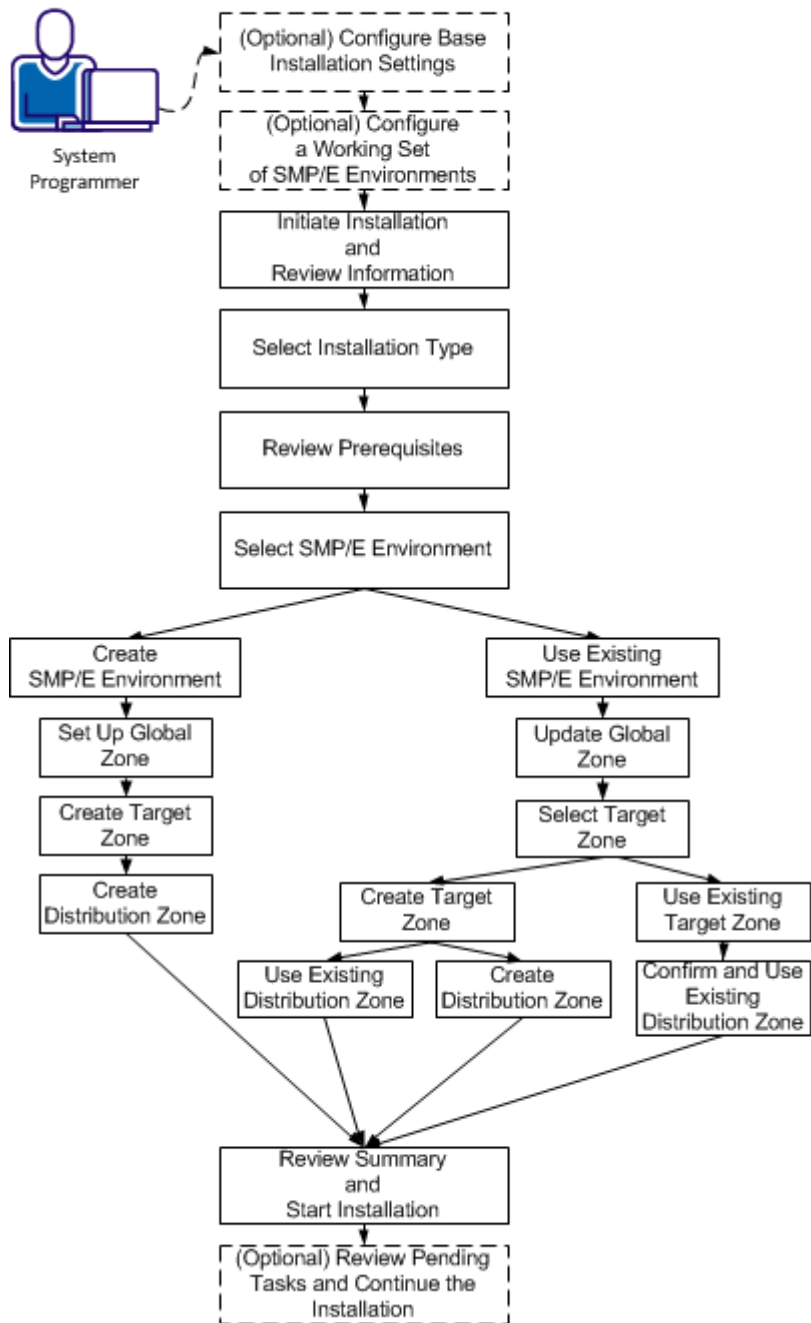 (Optional) Configure Base
Installation Settings
System
Programmer
(Optional) Configure
a Working Set
of SMP/E Environments
Initiate Installation
and
Review Information
Select Installation Type
Review Prerequisites
Select SMP/E Environment
Create
SMP/E Environment
Use Existing
SMP/E Environment
Set Up Global
Zone
Update Global
Zone
Create Target
Zone
Select Target
Zone
Create
Distribution Zone
Create Target
Zone
Use Existing
Target Zone
Use Existing
Distribution Zone
Create
Distribution Zone
Confirm and Use
Existing
Distribution Zone
Review Summary
and
Start Installation
(Optional) Review Pending
Tasks and Continue the
Installation